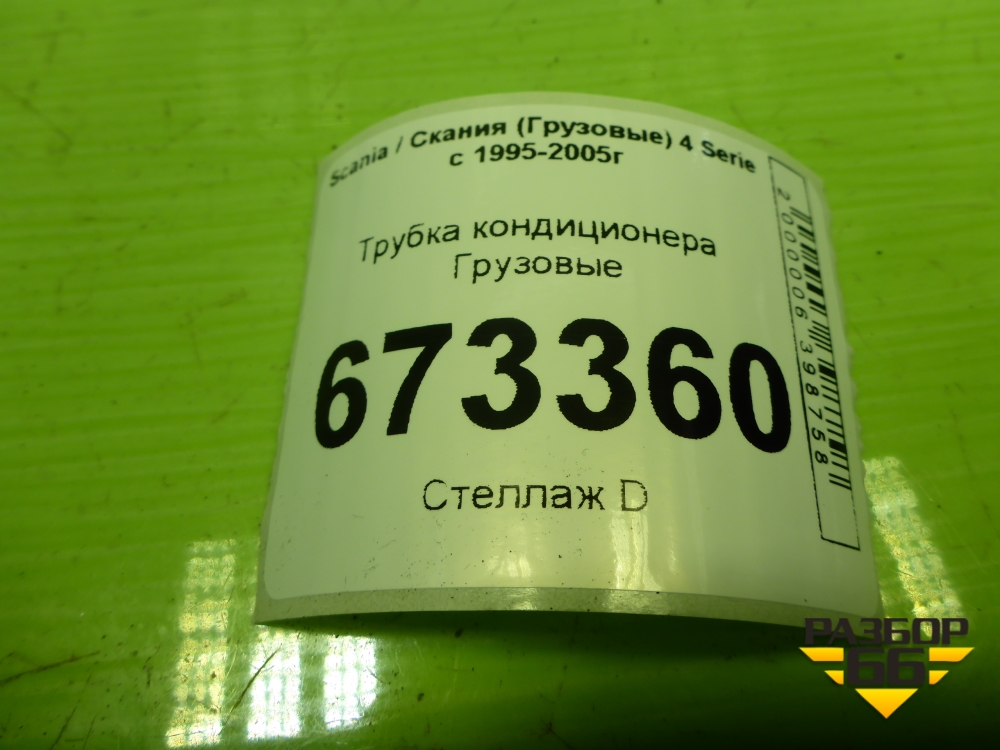 Scania / Скания (Грузовые) 4 Serie
с 1995-2005г
Трубка кондиционера
Грузовые
673360
Стеллаж D
2000006398758
РАЗБОР
66